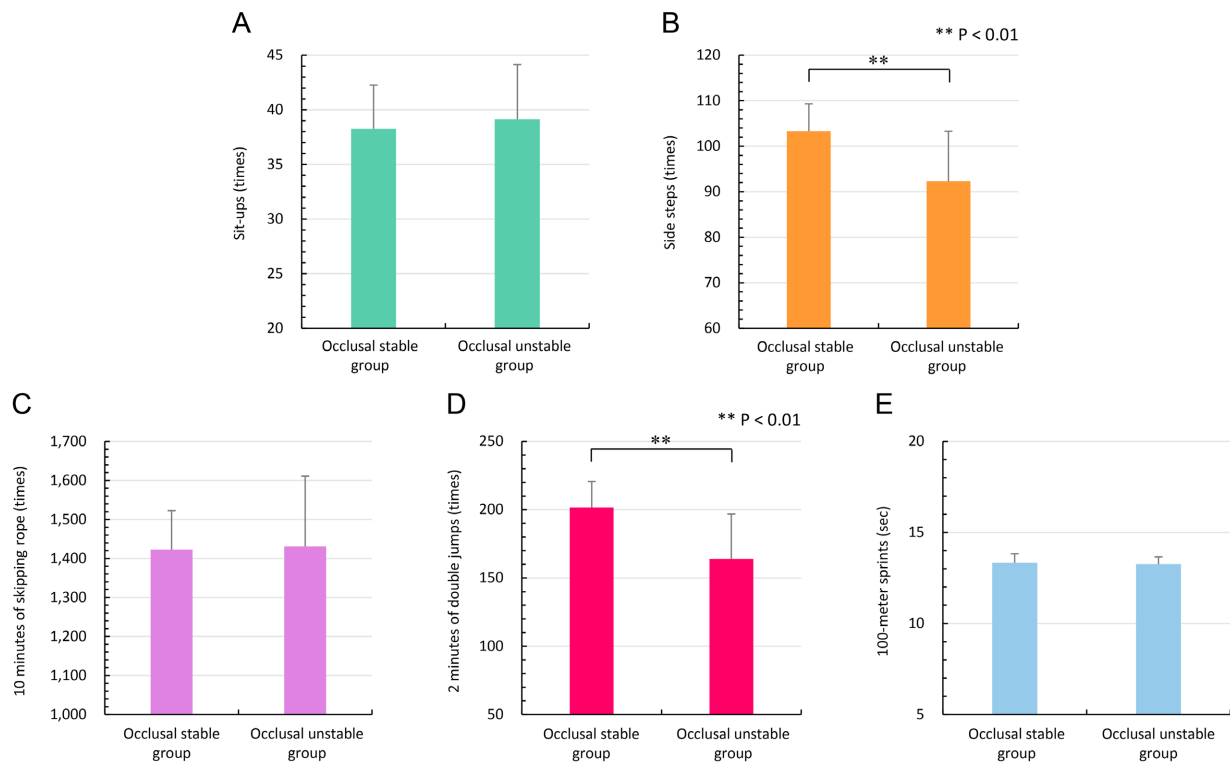 A
Sit-ups (times)
45
40
35
30
25
20
Occlusal stable
group
Occlusal unstable
group
B
** P < 0.01
**
Side steps (times)
120
110
100
90
80
70
60
Occlusal stable
group
Occlusal unstable
group
C
10 minutes of skipping rope (times)
1,700
1,600
1,500
1,400
1,300
1,200
1,100
1,000
Occlusal stable
group
Occlusal unstable
group
D
** P < 0.01
**
2 minutes of double jumps (times)
250
200
150
100
50
Occlusal stable
group
Occlusal unstable
group
E
100-meter sprints (sec)
20
15
10
5
Occlusal stable
group
Occlusal unstable
group